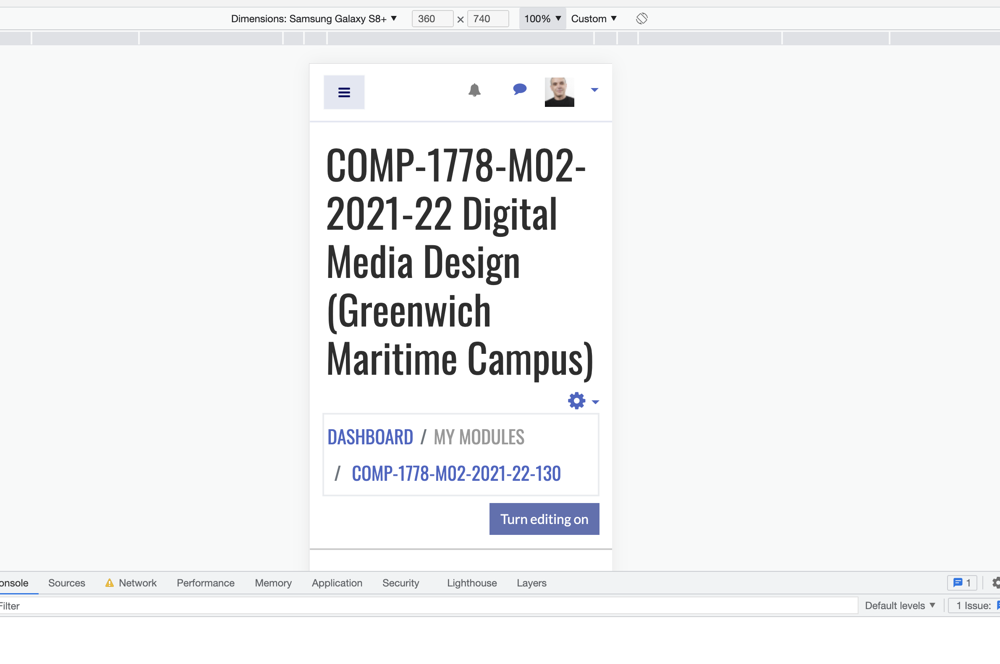 Dimensions: Samsung Galaxy S8+ ▼ 360 × 740 100% ▼ Custom ▼
COMP-1778-M02-
2021-22 Digital
Media Design
(Greenwich
Maritime Campus)
DASHBOARD / MY MODULES
/ COMP-1778-M02-2021-22-130
Turn editing on
onsole Sources Network Performance Memory Application Security Lighthouse Layers 1
Filter Default levels ▼ 1 Issue: